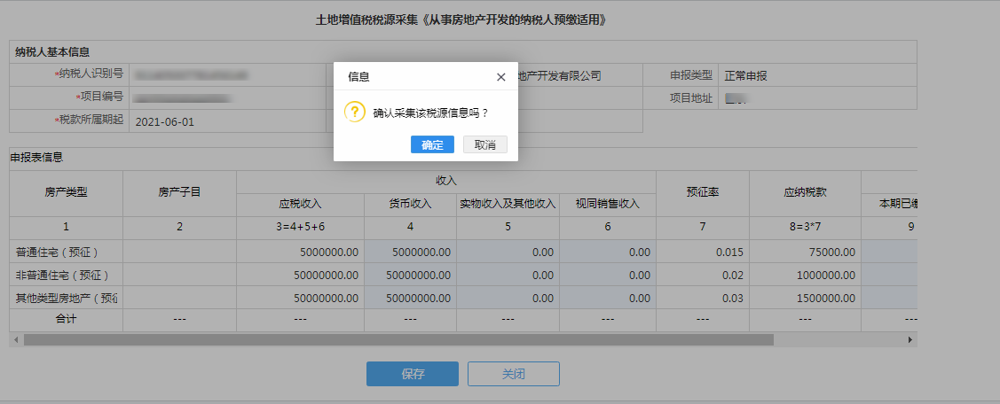 土地增值税税源采集《从事房地产开发的纳税人预缴适用》
纳税人基本信息
*纳税人识别号 地产开发有限公司 申报类型 正常申报
*项目编号 项目地址
*税款所属期起 2021-06-01
信息
确认采集该税源信息吗？
确定 取消
申报表信息
房产类型 房产子目 收入 预征率 应纳税款
应税收入 货币收入 实物收入及其他收入 视同销售收入 本期已缴
1 2 3=4+5+6 4 5 6 7 8=3*7 9
普通住宅（预征） 5000000.00 5000000.00 0.00 0.00 0.015 75000.00
非普通住宅（预征） 50000000.00 50000000.00 0.00 0.00 0.02 1000000.00
其他类型房地产（预征 50000000.00 50000000.00 0.00 0.00 0.03 1500000.00
合计 --- --- --- --- --- --- --- ---
保存 关闭